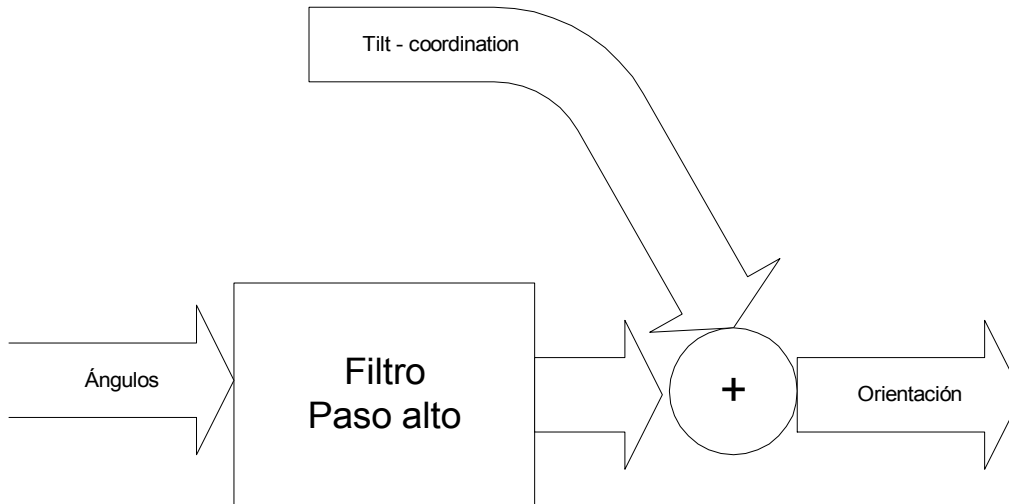 Tilt - coordination
Ángulos
Filtro
Paso alto
+
Orientación